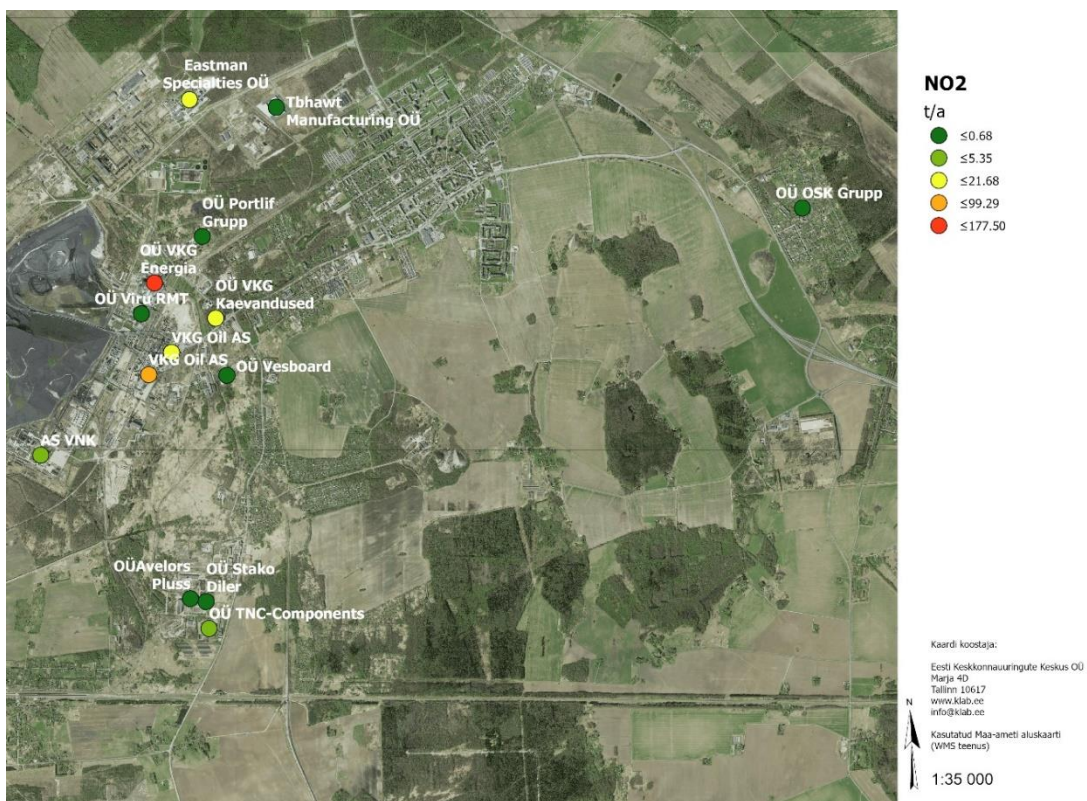 Eastman
Specialties OÜ
Tbhawt
Manufacturing OÜ
OÜ OSK Grupp
OÜ Portlif
Grupp
OÜ VKG
Energia
OÜ Viru RMT
OÜ VKG
Kaevandused
VKG Oil AS
VKG Oil AS
OÜ Vesboard
AS VNK
OÜAvelors
Pluss
OÜ Stako
Diler
OÜ TNC-Components
NO2
t/a
≤0.68
≤5.35
≤21.68
≤99.29
≤177.50
Kaardi koostaja:
Eesti Keskkonnauuringute Keskus OÜ
Marja 4D
Tallinn 10617
www.klab.ee
info@klab.ee
Kasutatud Maa-ameti aluskaarti
(WMS teenus)
N
1:35 000